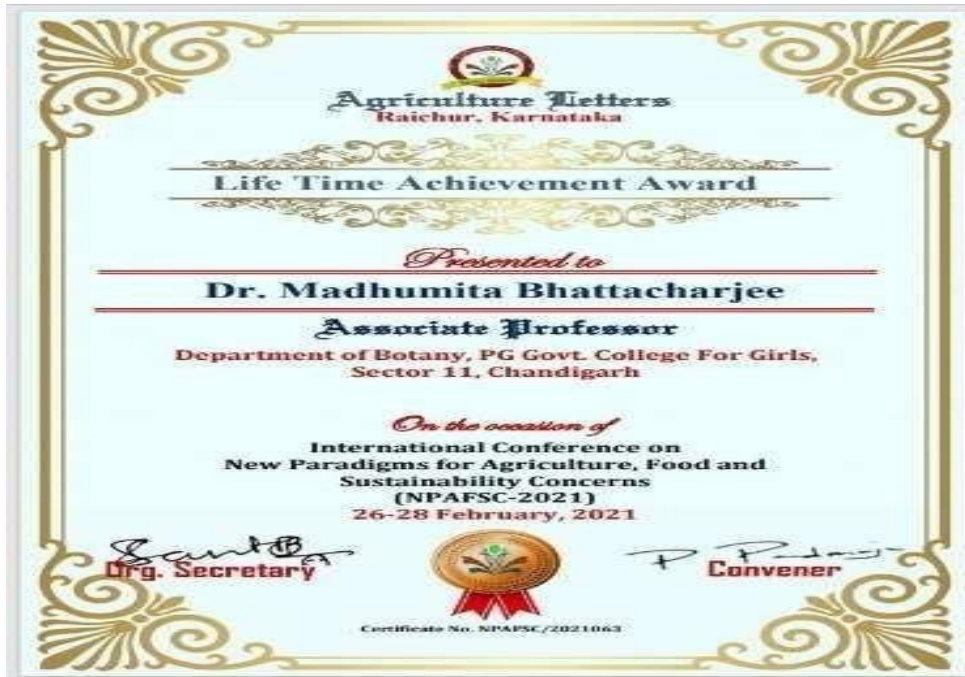 Agriculture Letters
Raichur, Karnataka
Life Time Achievement Award
Presented to
Dr. Madhumita Bhattacharjee
Associate Professor
Department of Botany, PG Govt. College For Girls,
Sector 11, Chandigarh
On the occasion of
International Conference on
New Paradigms for Agriculture, Food and
Sustainability Concerns
(NPAFSC-2021)
26-28 February, 2021
Org. Secretary
Convener
Certificate No. NPAFSC/2021063